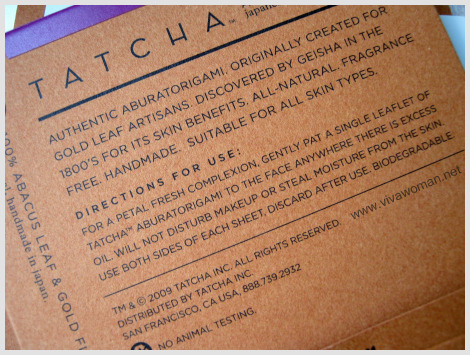 TATCHA™
japane
AUTHENTIC ABURATORIGAMI. ORIGINALLY CREATED FOR
GOLD LEAF ARTISANS. DISCOVERED BY GEISHA IN THE
1800'S FOR ITS SKIN BENEFITS. ALL-NATURAL. FRAGRANCE
FREE. HANDMADE. SUITABLE FOR ALL SKIN TYPES.
DIRECTIONS FOR USE:
FOR A PETAL FRESH COMPLEXION, GENTLY PAT A SINGLE LEAFLET OF
TATCHA™ ABURATORIGAMI TO THE FACE ANYWHERE THERE IS EXCESS
OIL. WILL NOT DISTURB MAKEUP OR STEAL MOISTURE FROM THE SKIN.
USE BOTH SIDES OF EACH SHEET. DISCARD AFTER USE. BIODEGRADABLE.
www.vivawoman.net
TM & © 2009 TATCHA INC. ALL RIGHTS RESERVED.
DISTRIBUTED BY TATCHA INC.
SAN FRANCISCO, CA USA, 888.739.2932
NO ANIMAL TESTING.
100% ABACUS LEAF & GOLD F
handmade in japan.